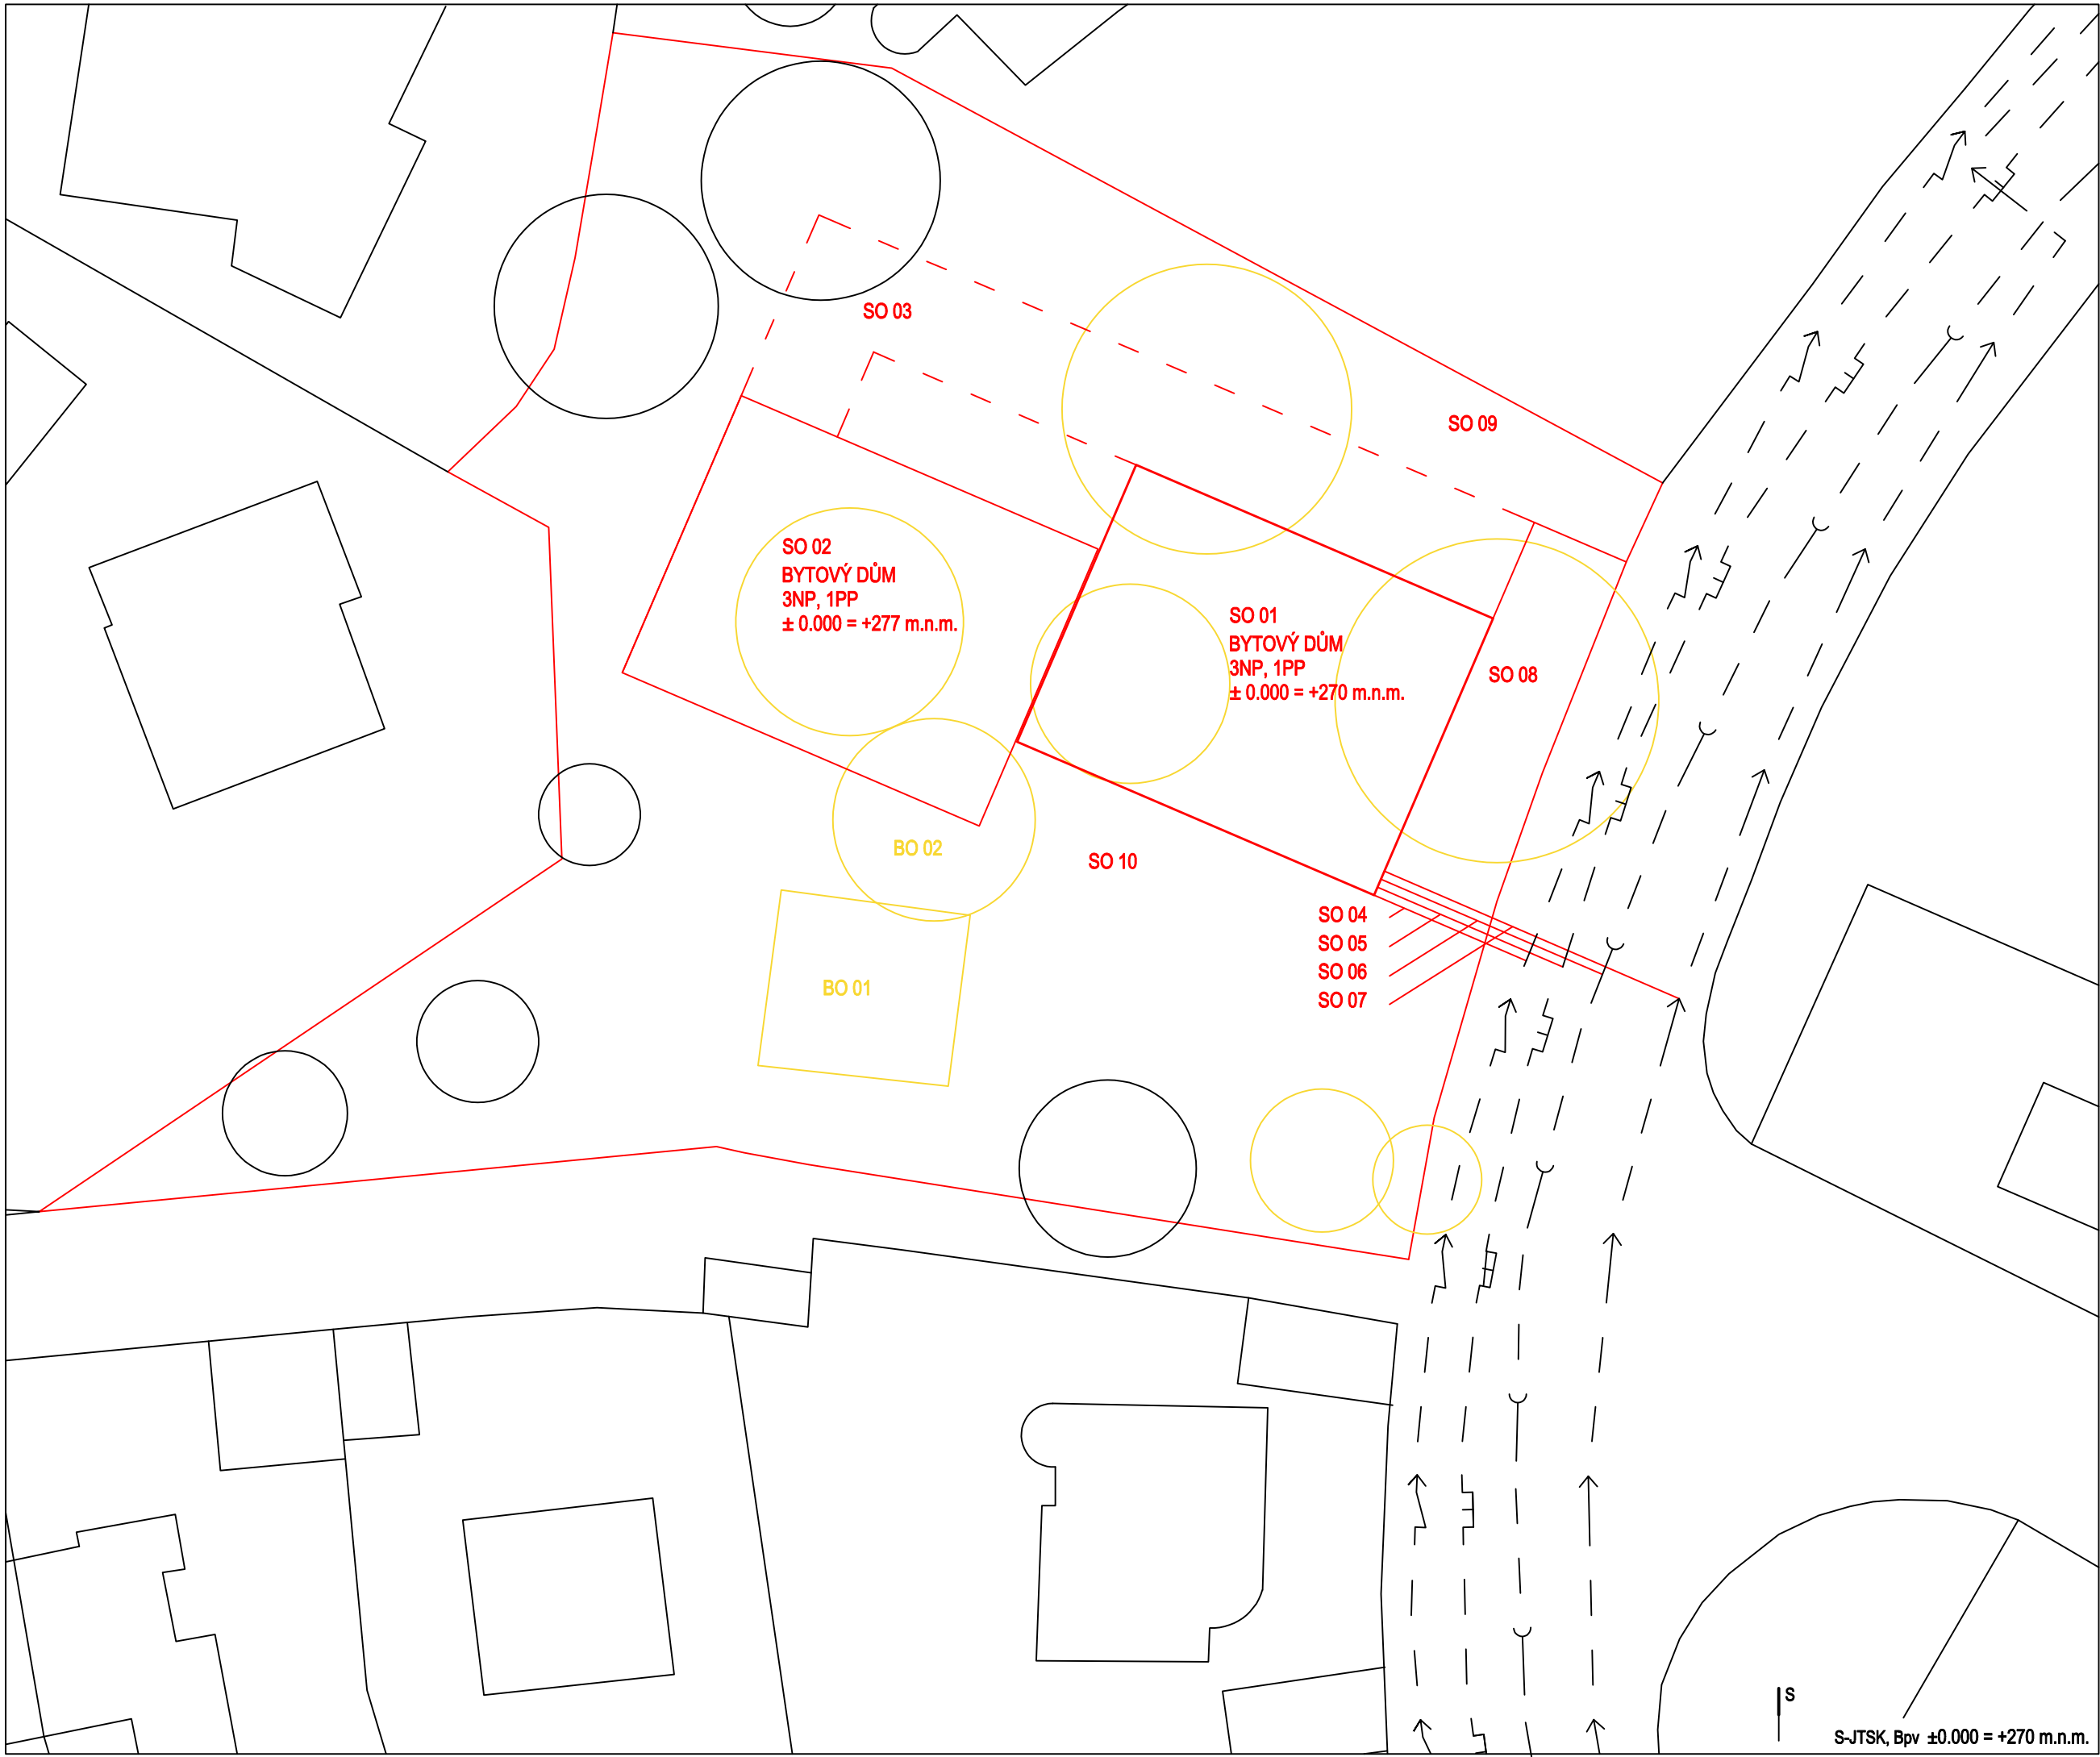 SO 03
SO 09
SO 02
BYTOVÝ DŮM
3NP, 1PP
± 0.000 = +277 m.n.m.
SO 01
BYTOVÝ DŮM
3NP, 1PP
± 0.000 = +270 m.n.m.
SO 08
BO 02
SO 10
SO 04
SO 05
SO 06
SO 07
BO 01
S
S-JTSK, Bpv ±0.000 = +270 m.n.m.